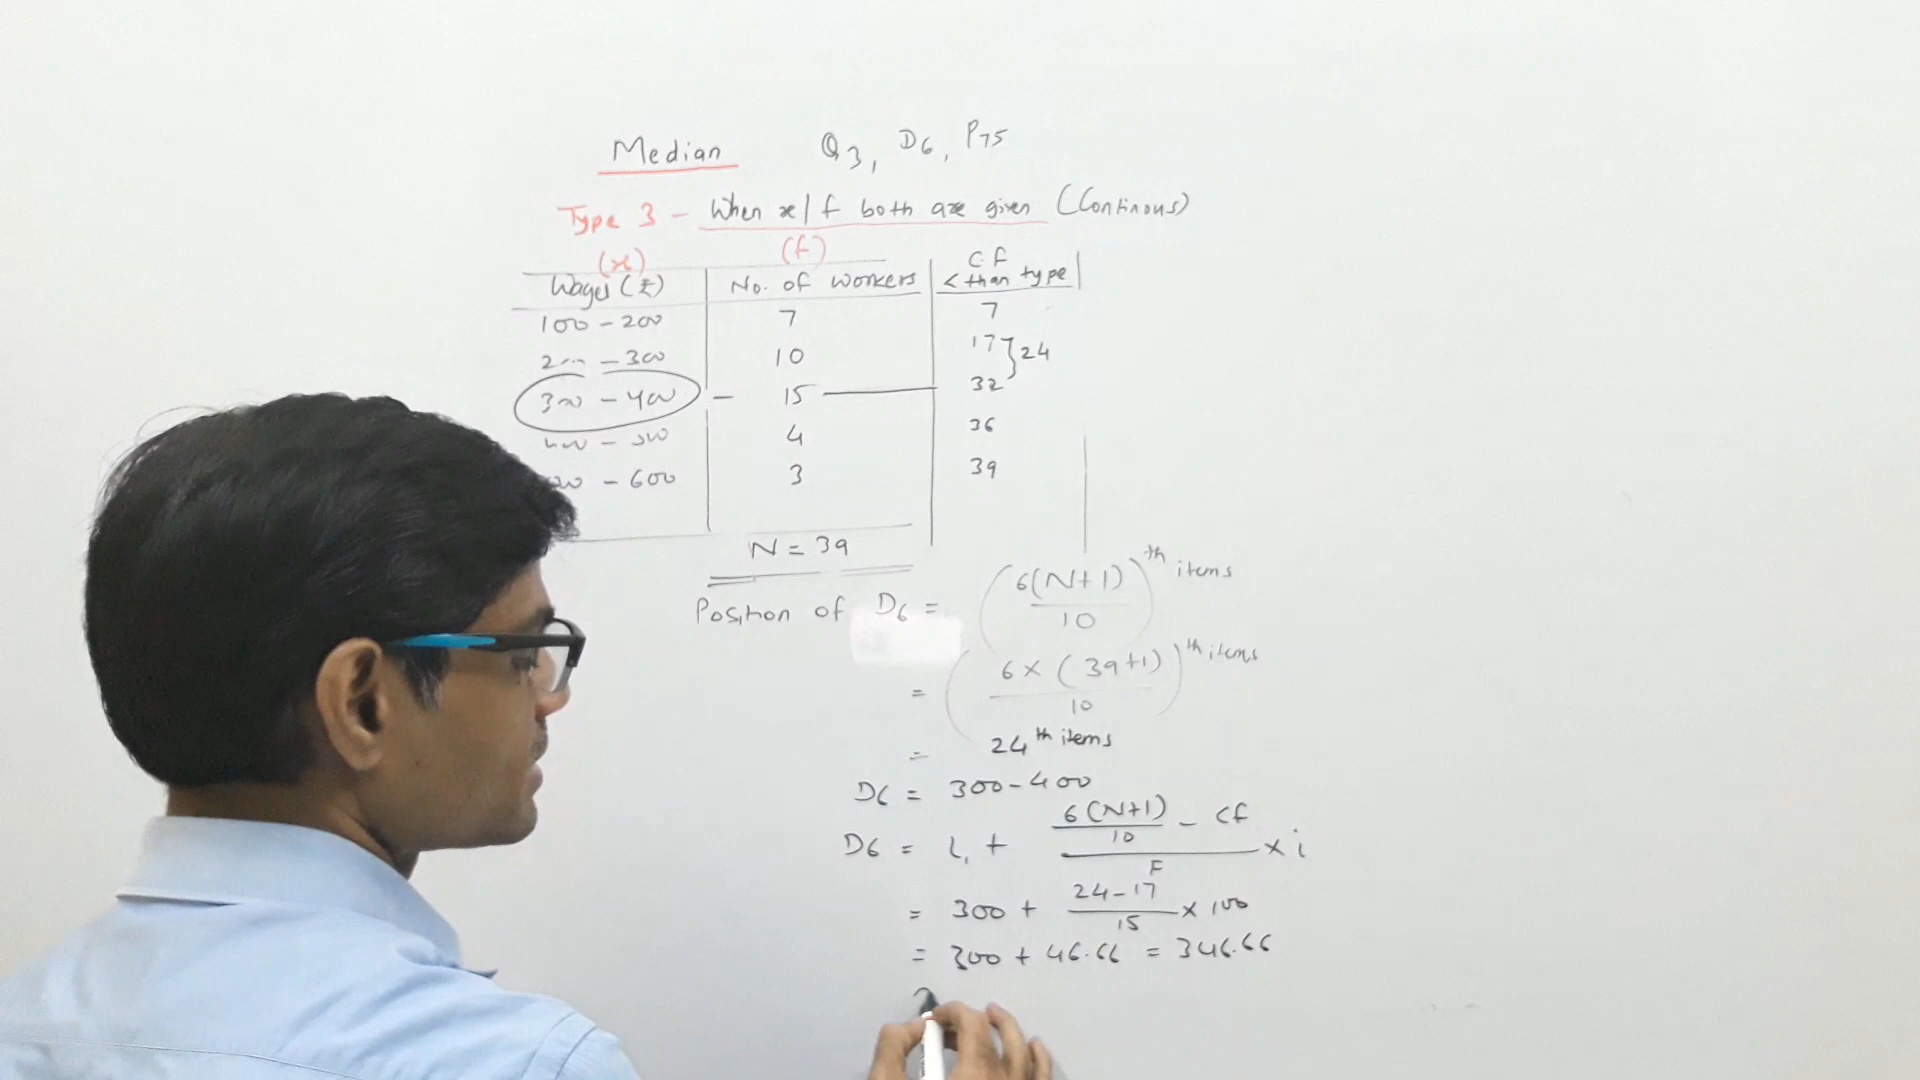 Median Q3, D6, P75
Type 3 - When x/f both are given (Continous)
(x) (f) C.F
Wages (₹) No. of workers < than type
100 - 200 7 7
2 - 300 10 17 } 24
300 - 400 - 15 32
400 - 500 4 36
- 600 3 39
N = 39
Position of D6 = (6(N+1)/10)th items
= (6 × (39+1)/10)th items
= 24th items
D6 = 300-400
D6 = L1 + (6(N+1)/10 - cf)/F × i
= 300 + (24-17)/15 × 100
= 300 + 46.66 = 346.66